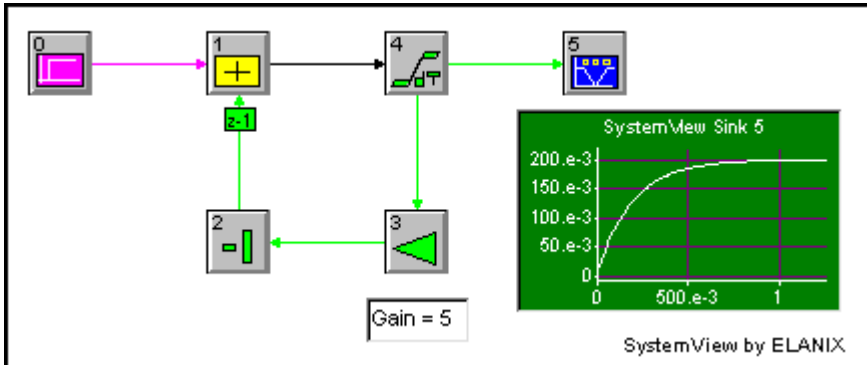 0
1
4
5
z-1
2
3
Gain = 5
SystemView Sink 5
200.e-3
150.e-3
100.e-3
50.e-3
0
0 500.e-3 1
SystemView by ELANIX